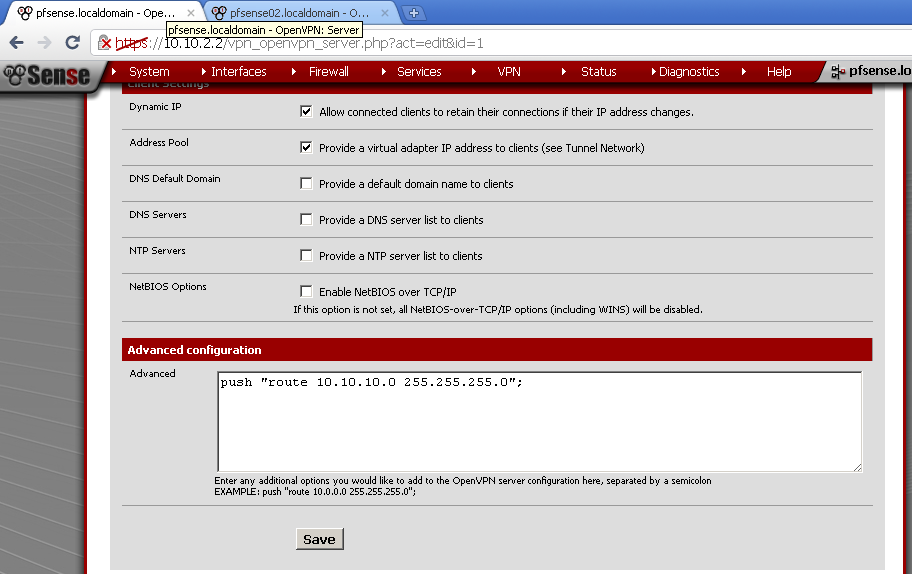 pfsense.localdomain - Ope...
pfsense02.localdomain - O...
pfsense.localdomain - OpenVPN: Server
https://10.10.2.2/vpn_openvpn_server.php?act=edit&id=1
Sense
System
Interfaces
Firewall
Services
VPN
Status
Diagnostics
Help
pfsense.lo
Client Settings
Dynamic IP
Allow connected clients to retain their connections if their IP address changes.
Address Pool
Provide a virtual adapter IP address to clients (see Tunnel Network)
DNS Default Domain
Provide a default domain name to clients
DNS Servers
Provide a DNS server list to clients
NTP Servers
Provide a NTP server list to clients
NetBIOS Options
Enable NetBIOS over TCP/IP
If this option is not set, all NetBIOS-over-TCP/IP options (including WINS) will be disabled.
Advanced configuration
Advanced
push "route 10.10.10.0 255.255.255.0";
Enter any additional options you would like to add to the OpenVPN server configuration here, separated by a semicolon
EXAMPLE: push "route 10.0.0.0 255.255.255.0";
Save